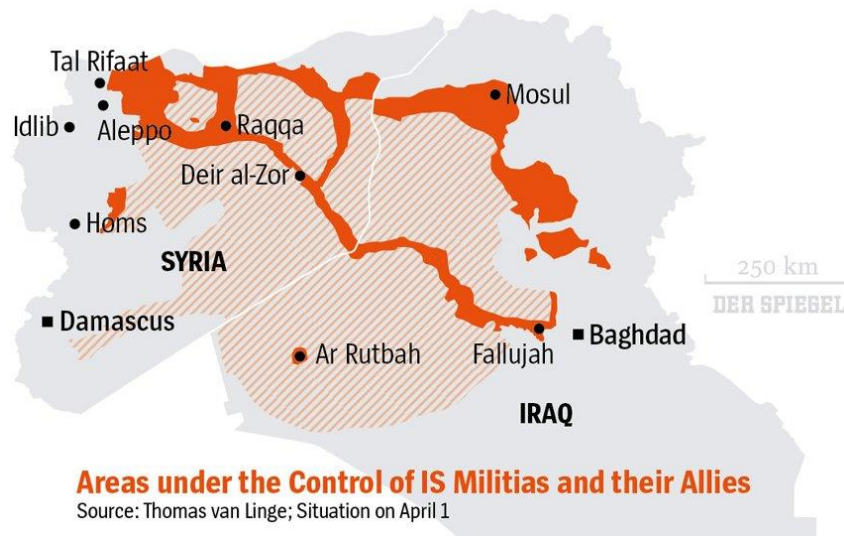 Tal Rifaat
Mosul
Idlib
Aleppo
Raqqa
Deir al-Zor
Homs
SYRIA
250 km
DER SPIEGEL
Damascus
Baghdad
Ar Rutbah
Fallujah
IRAQ
Areas under the Control of IS Militias and their Allies
Source: Thomas van Linge; Situation on April 1